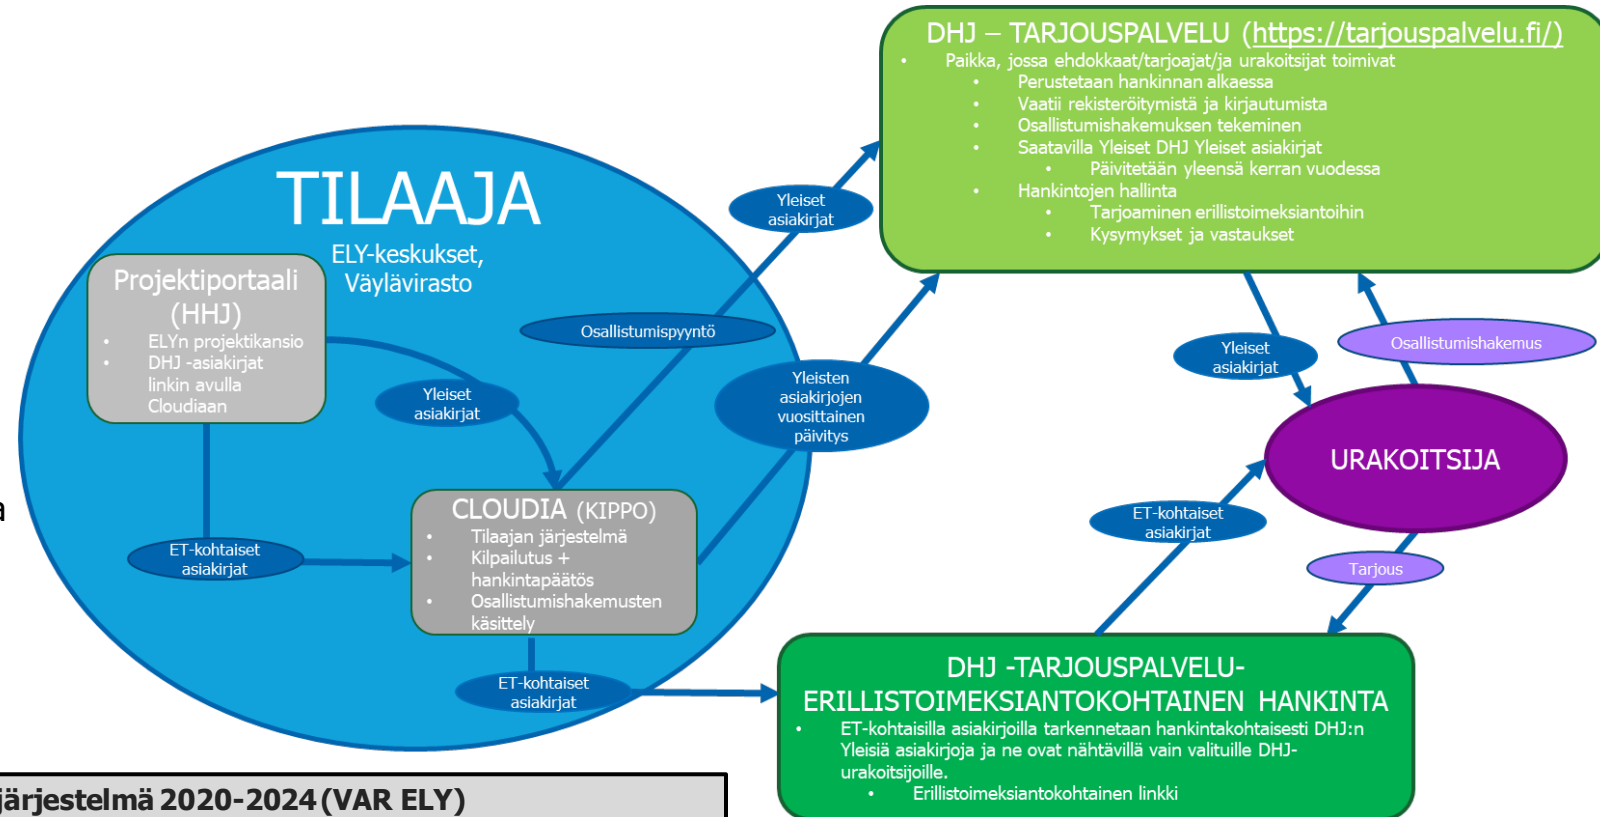 DHJ – TARJOUSPALVELU (https://tarjouspalvelu.fi/)
• Paikka, jossa ehdokkaat/tarjoajat/ja urakoitsijat toimivat
• Perustetaan hankinnan alkaessa
• Vaatii rekisteröitymistä ja kirjautumista
• Osallistumishakemuksen tekeminen
• Saatavilla Yleiset DHJ Yleiset asiakirjat
• Päivitetään yleensä kerran vuodessa
• Hankintojen hallinta
• Tarjoaminen erillistoimeksiantoihin
• Kysymykset ja vastaukset
TILAAJA
ELY-keskukset,
Väylävirasto
Projektiportaali
(HHJ)
• ELYn projektikansio
• DHJ -asiakirjat
linkin avulla
Cloudiaan
Yleiset
asiakirjat
Osallistumispyyntö
Yleiset
asiakirjat
Yleisten
asiakirjojen
vuosittainen
päivitys
Yleiset
asiakirjat
Osallistumishakemus
URAKOITSIJA
a
CLOUDIA (KIPPO)
• Tilaajan järjestelmä
• Kilpailutus +
hankintapäätös
• Osallistumishakemusten
käsittely
ET-kohtaiset
asiakirjat
ET-kohtaiset
asiakirjat
Tarjous
ET-kohtaiset
asiakirjat
DHJ -TARJOUSPALVELU-
ERILLISTOIMEKSIANTOKOHTAINEN HANKINTA
• ET-kohtaisilla asiakirjoilla tarkennetaan hankintakohtaisesti DHJ:n
Yleisiä asiakirjoja ja ne ovat nähtävillä vain valituille DHJ-
urakoitsijoille.
• Erillistoimeksiantokohtainen linkki
järjestelmä 2020-2024 (VAR ELY)